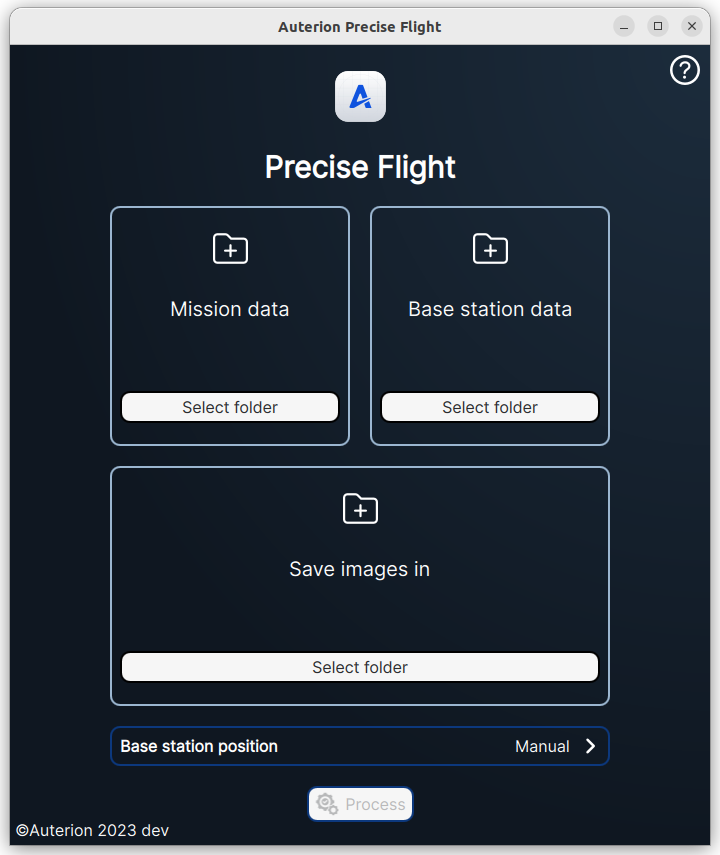 Auterion Precise Flight
Precise Flight
Mission data
Base station data
Select folder
Select folder
Save images in
Select folder
Base station position
Manual
Process
©Auterion 2023 dev